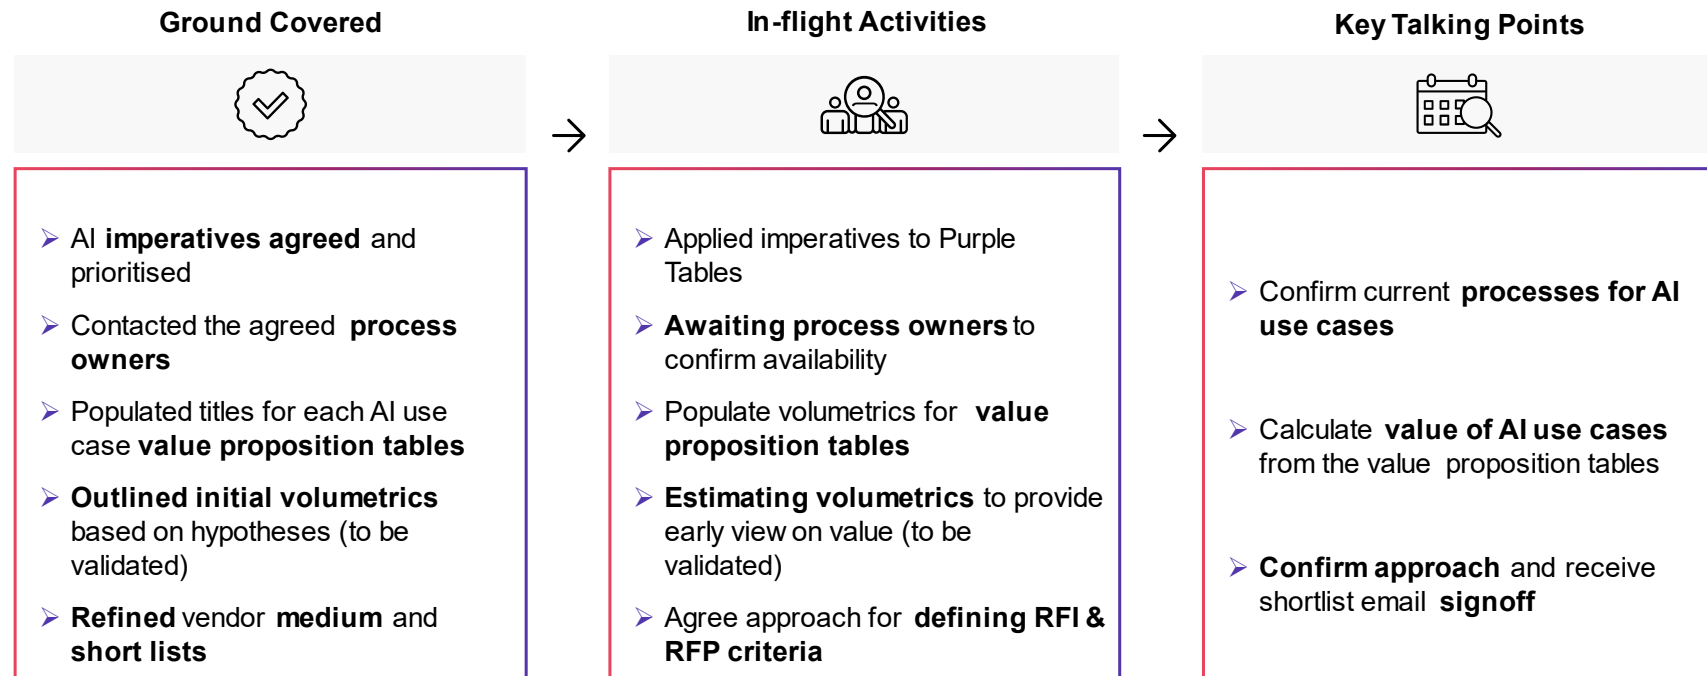 Ground Covered
AI imperatives agreed and
prioritised
Contacted the agreed process
owners
Populated titles for each AI use
case value proposition tables
Outlined initial volumetrics
based on hypotheses (to be
validated)
Refined vendor medium and
short lists
In-flight Activities
Applied imperatives to Purple
Tables
Awaiting process owners to
confirm availability
Populate volumetrics for value
proposition tables
Estimating volumetrics to provide
early view on value (to be
validated)
Agree approach for defining RFI &
RFP criteria
Key Talking Points
Confirm current processes for AI
use cases
Calculate value of AI use cases
from the value proposition tables
Confirm approach and receive
shortlist email signoff